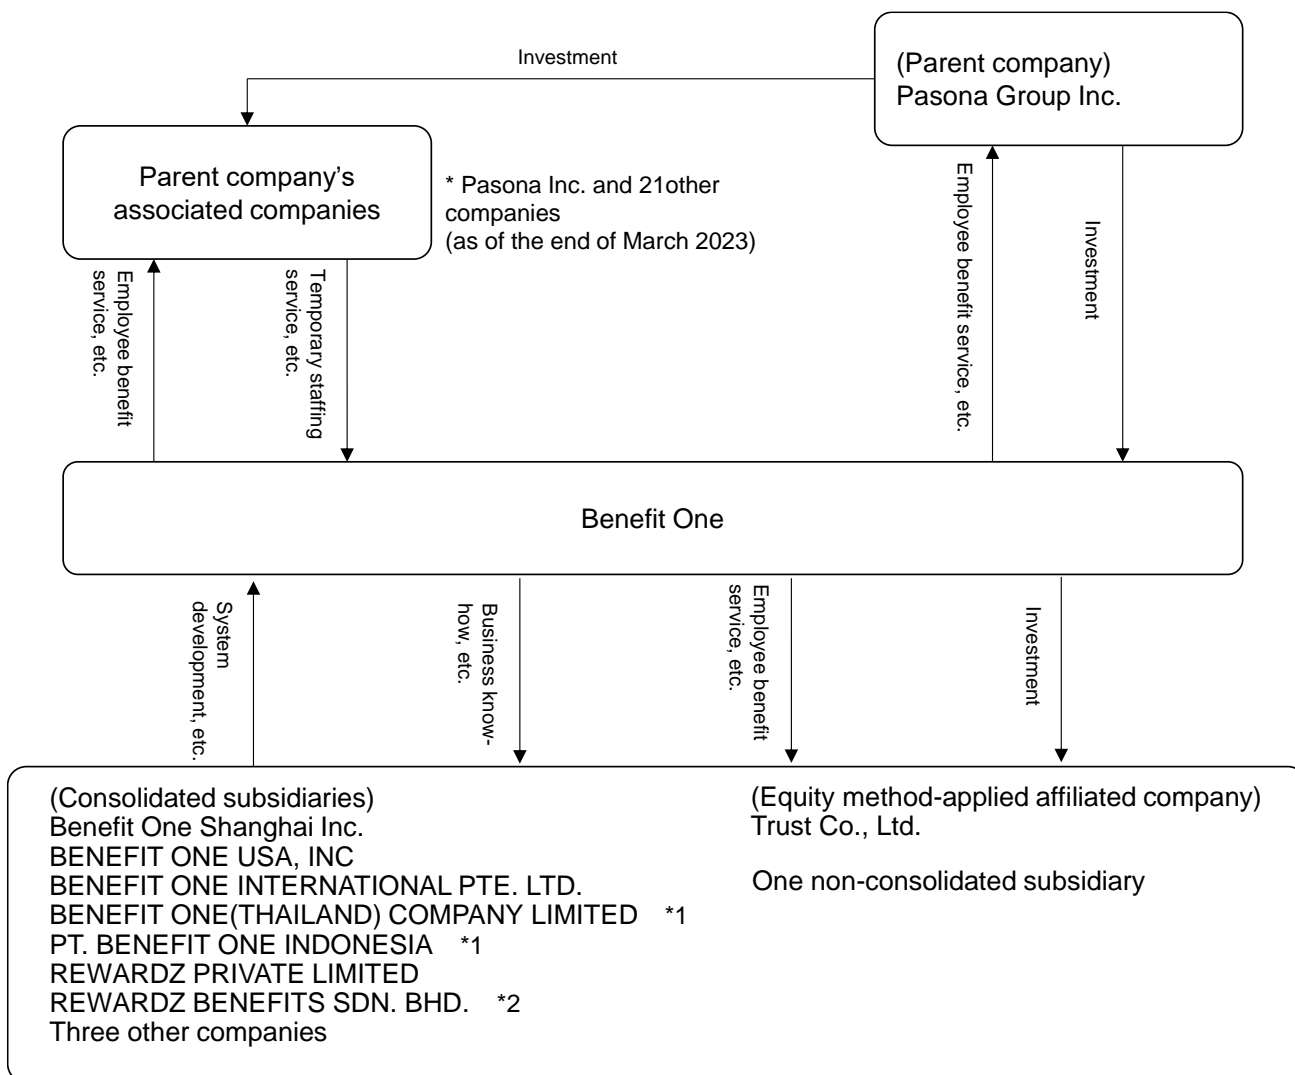 Investment
(Parent company)
Pasona Group Inc.
Parent company's
associated companies
* Pasona Inc. and 21other
companies
(as of the end of March 2023)
Employee benefit
service, etc.
Temporary staffing
service, etc.
Employee benefit service, etc.
Investment
Benefit One
System
development, etc.
Business know-
how, etc.
Employee benefit
service, etc.
Investment
(Consolidated subsidiaries)
Benefit One Shanghai Inc.
BENEFIT ONE USA, INC
BENEFIT ONE INTERNATIONAL PTE. LTD.
BENEFIT ONE(THAILAND) COMPANY LIMITED *1
PT. BENEFIT ONE INDONESIA *1
REWARDZ PRIVATE LIMITED
REWARDZ BENEFITS SDN. BHD. *2
Three other companies
(Equity method-applied affiliated company)
Trust Co., Ltd.
One non-consolidated subsidiary